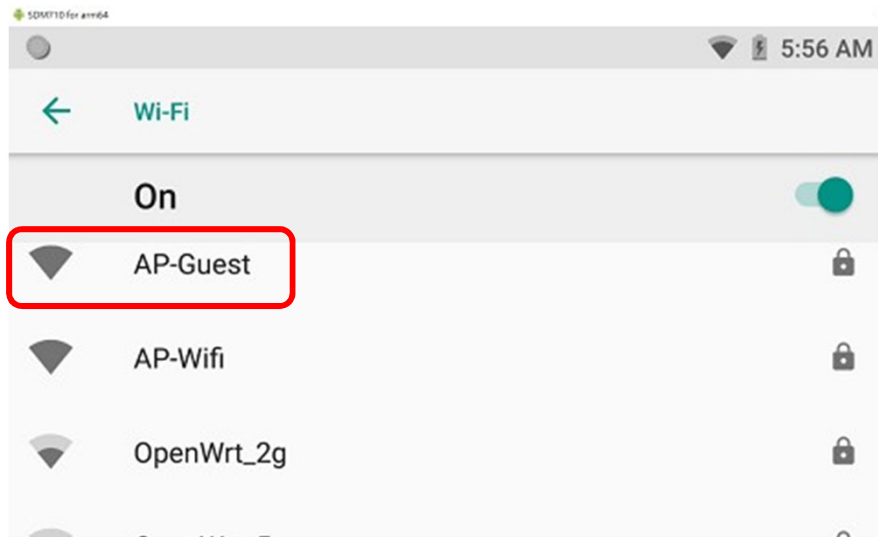 SDM710 for arm64
5:56 AM
Wi-Fi
On
AP-Guest
AP-Wifi
OpenWrt_2g